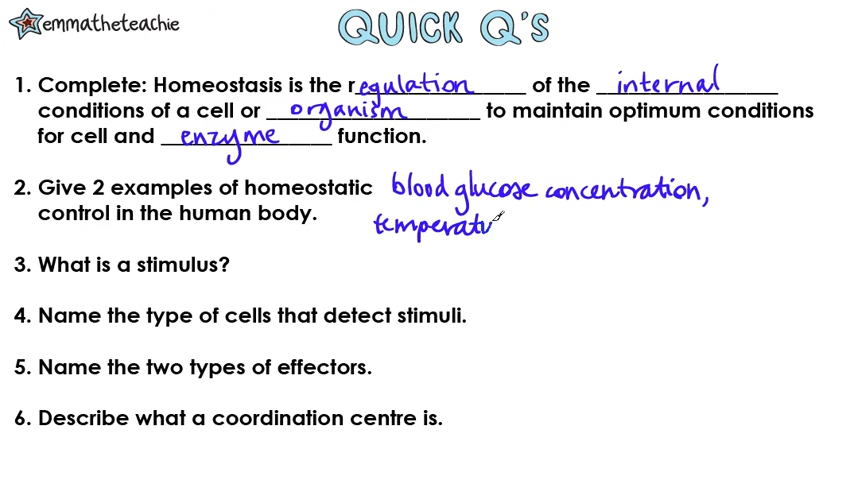 emmatheteachie
QUICK Q'S
1. Complete: Homeostasis is the regulation of the internal
conditions of a cell or organism to maintain optimum conditions
for cell and enzyme function.
2. Give 2 examples of homeostatic blood glucose concentration,
control in the human body. temperatu
3. What is a stimulus?
4. Name the type of cells that detect stimuli.
5. Name the two types of effectors.
6. Describe what a coordination centre is.